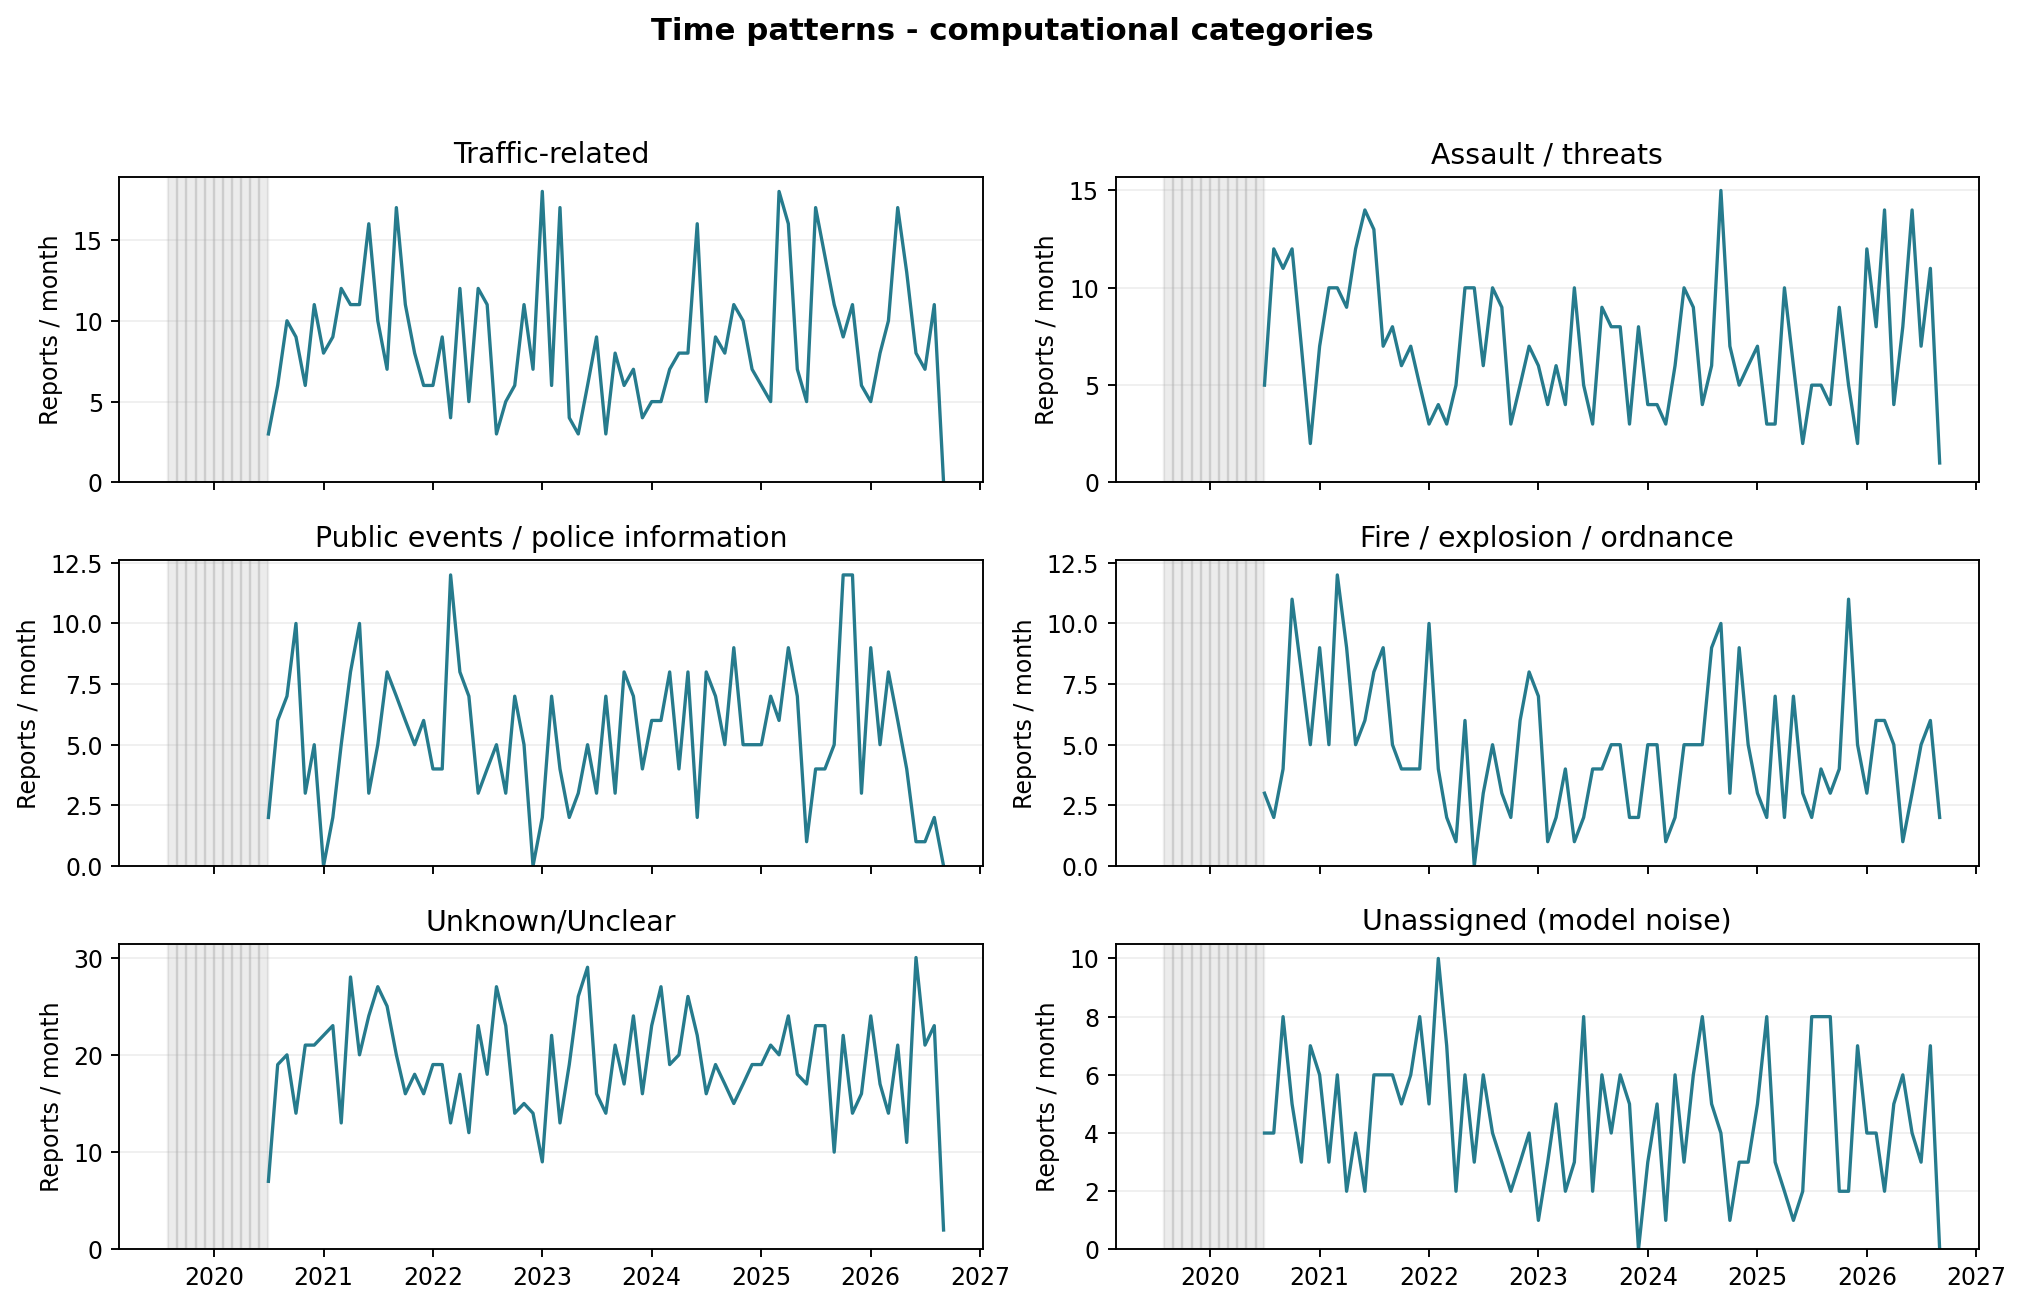 Time patterns - computational categories
Traffic-related
Reports / month
15
10
5
0
Assault / threats
Reports / month
15
10
5
0
Public events / police information
Reports / month
12.5
10.0
7.5
5.0
2.5
0.0
Fire / explosion / ordnance
Reports / month
12.5
10.0
7.5
5.0
2.5
0.0
Unknown/Unclear
Reports / month
30
20
10
0
2020 2021 2022 2023 2024 2025 2026 2027
Unassigned (model noise)
Reports / month
10
8
6
4
2
0
2020 2021 2022 2023 2024 2025 2026 2027